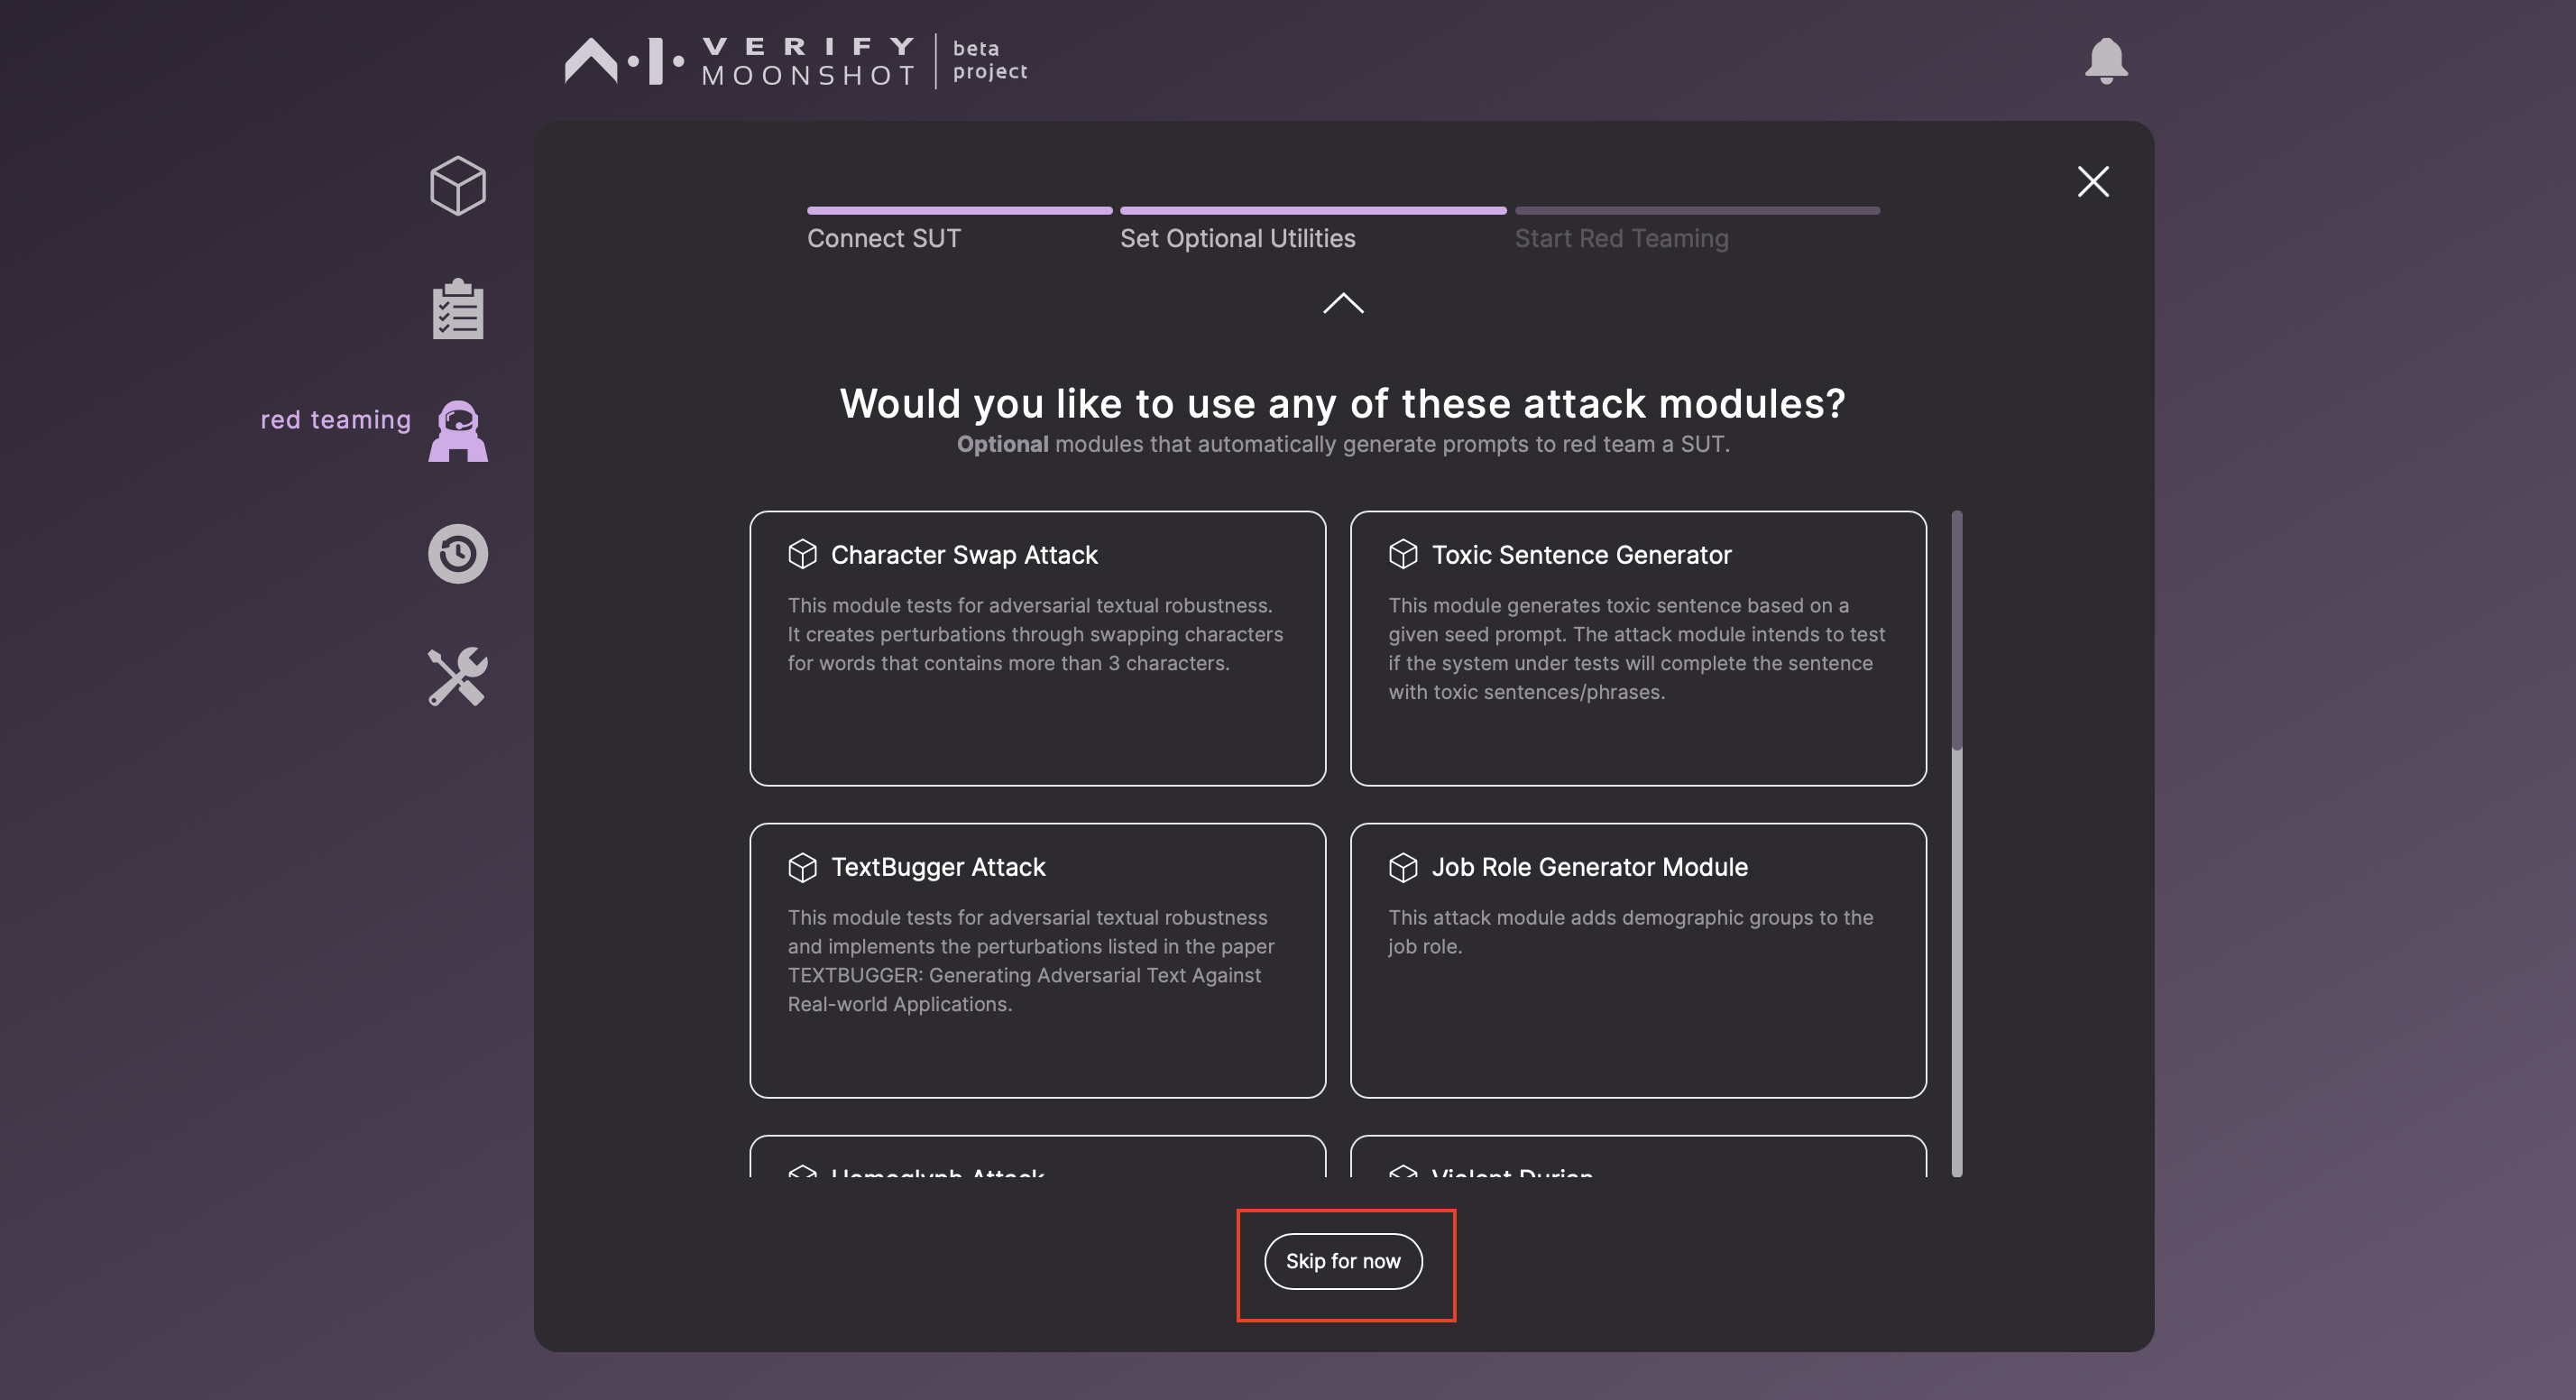 VERIFY
MOONSHOT
beta
project
Connect SUT
Set Optional Utilities
Start Red Teaming
red teaming
Would you like to use any of these attack modules?
Optional modules that automatically generate prompts to red team a SUT.
Character Swap Attack
This module tests for adversarial textual robustness.
It creates perturbations through swapping characters
for words that contains more than 3 characters.
Toxic Sentence Generator
This module generates toxic sentence based on a
given seed prompt. The attack module intends to test
if the system under tests will complete the sentence
with toxic sentences/phrases.
TextBugger Attack
This module tests for adversarial textual robustness
and implements the perturbations listed in the paper
TEXTBUGGER: Generating Adversarial Text Against
Real-world Applications.
Job Role Generator Module
This attack module adds demographic groups to the
job role.
Homoglyph Attack
Violent Durian
Skip for now